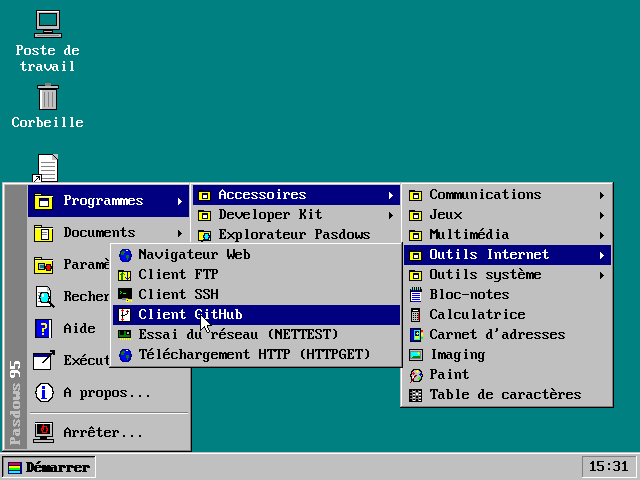 Poste de
travail
Corbeille
Programmes
Documents
Paramè
Recher
Aide
Exécut
A propos...
Arrêter...
Pasdows 95
Accessoires
Developer Kit
Explorateur Pasdows
Communications
Jeux
Multimédia
Outils Internet
Outils système
Bloc-notes
Calculatrice
Carnet d'adresses
Imaging
Paint
Table de caractères
Navigateur Web
Client FTP
Client SSH
Client GitHub
Essai du réseau (NETTEST)
Téléchargement HTTP (HTTPGET)
Démarrer
15:31